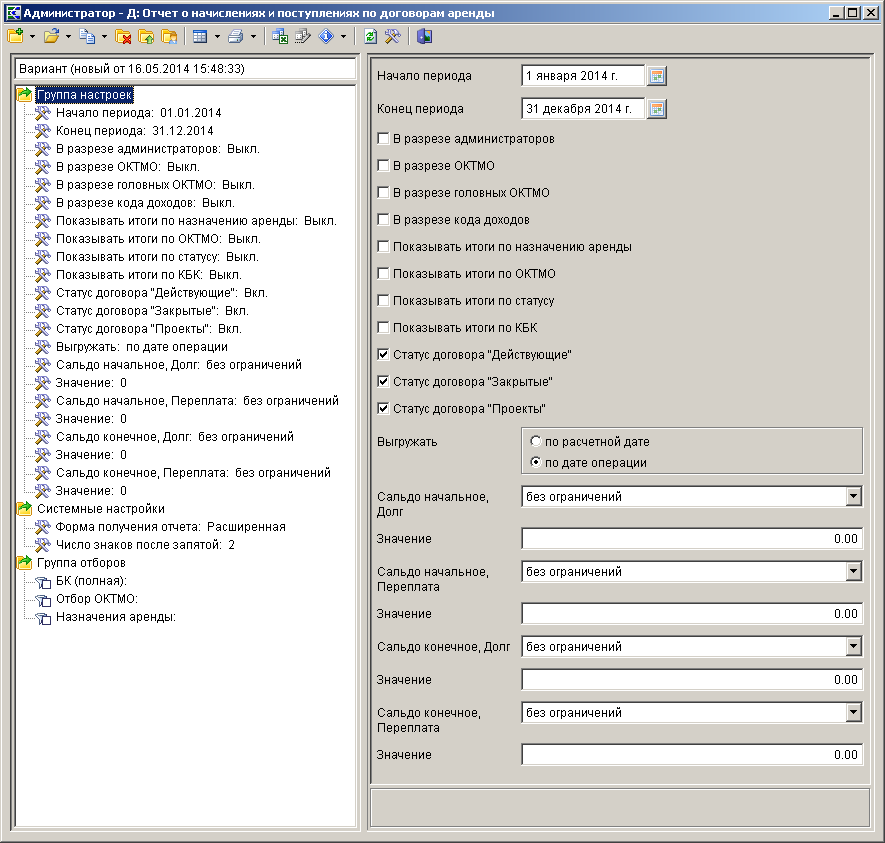 Администратор - Д: Отчет о начислениях и поступлениях по договорам аренды
Вариант (новый от 16.05.2014 15:48:33)
Группа настроек
Начало периода: 01.01.2014
Конец периода: 31.12.2014
В разрезе администраторов: Выкл.
В разрезе ОКТМО: Выкл.
В разрезе головных ОКТМО: Выкл.
В разрезе кода доходов: Выкл.
Показывать итоги по назначению аренды: Выкл.
Показывать итоги по ОКТМО: Выкл.
Показывать итоги по статусу: Выкл.
Показывать итоги по КБК: Выкл.
Статус договора "Действующие": Вкл.
Статус договора "Закрытые": Вкл.
Статус договора "Проекты": Вкл.
Выгружать: по дате операции
Сальдо начальное, Долг: без ограничений
Значение: 0
Сальдо начальное, Переплата: без ограничений
Значение: 0
Сальдо конечное, Долг: без ограничений
Значение: 0
Сальдо конечное, Переплата: без ограничений
Значение: 0
Системные настройки
Форма получения отчета: Расширенная
Число знаков после запятой: 2
Группа отборов
БК (полная):
Отбор ОКТМО:
Назначения аренды:
Начало периода 1 января 2014 г.
Конец периода 31 декабря 2014 г.
В разрезе администраторов
В разрезе ОКТМО
В разрезе головных ОКТМО
В разрезе кода доходов
Показывать итоги по назначению аренды
Показывать итоги по ОКТМО
Показывать итоги по статусу
Показывать итоги по КБК
Статус договора "Действующие"
Статус договора "Закрытые"
Статус договора "Проекты"
Выгружать по расчетной дате
по дате операции
Сальдо начальное, без ограничений
Долг
Значение 0.00
Сальдо начальное, без ограничений
Переплата
Значение 0.00
Сальдо конечное, Долг без ограничений
Значение 0.00
Сальдо конечное, без ограничений
Переплата
Значение 0.00